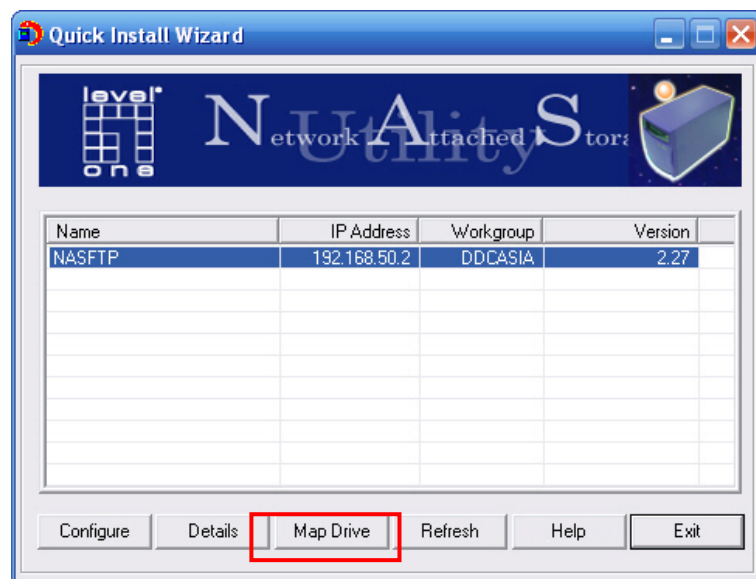 Quick Install Wizard
level
one
Network Attached Stora
Utility
Name IP Address Workgroup Version
NASFTP 192.168.50.2 DDCASIA 2.27
Configure Details Map Drive Refresh Help Exit